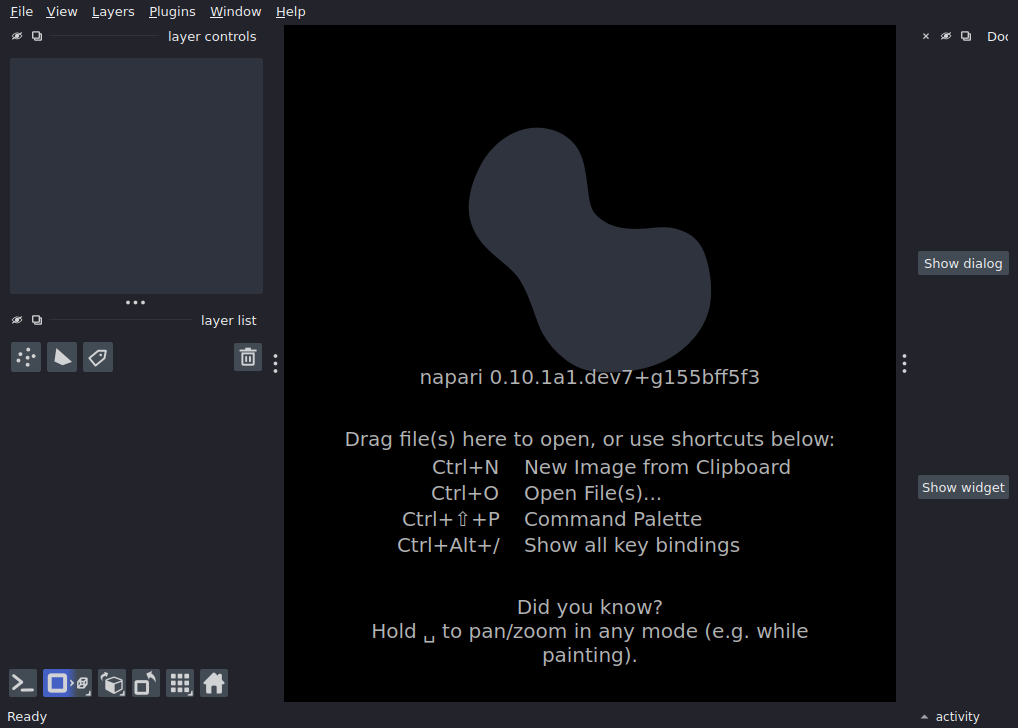 File View Layers Plugins Window Help
layer controls
layer list
napari 0.10.1a1.dev7+g155bff5f3
Drag file(s) here to open, or use shortcuts below:
Ctrl+N New Image from Clipboard
Ctrl+O Open File(s)...
Ctrl+⇧+P Command Palette
Ctrl+Alt+/ Show all key bindings
Did you know?
Hold ␣ to pan/zoom in any mode (e.g. while
painting).
Show dialog
Show widget
Ready
activity